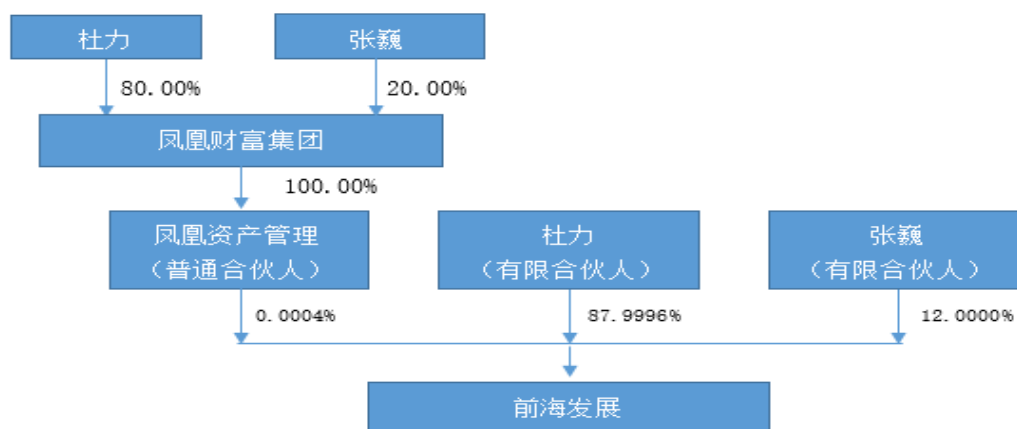 杜力
张巍
80.00%
20.00%
凤凰财富集团
100.00%
凤凰资产管理
（普通合伙人）
杜力
（有限合伙人）
张巍
（有限合伙人）
0.0004%
87.9996%
12.0000%
前海发展